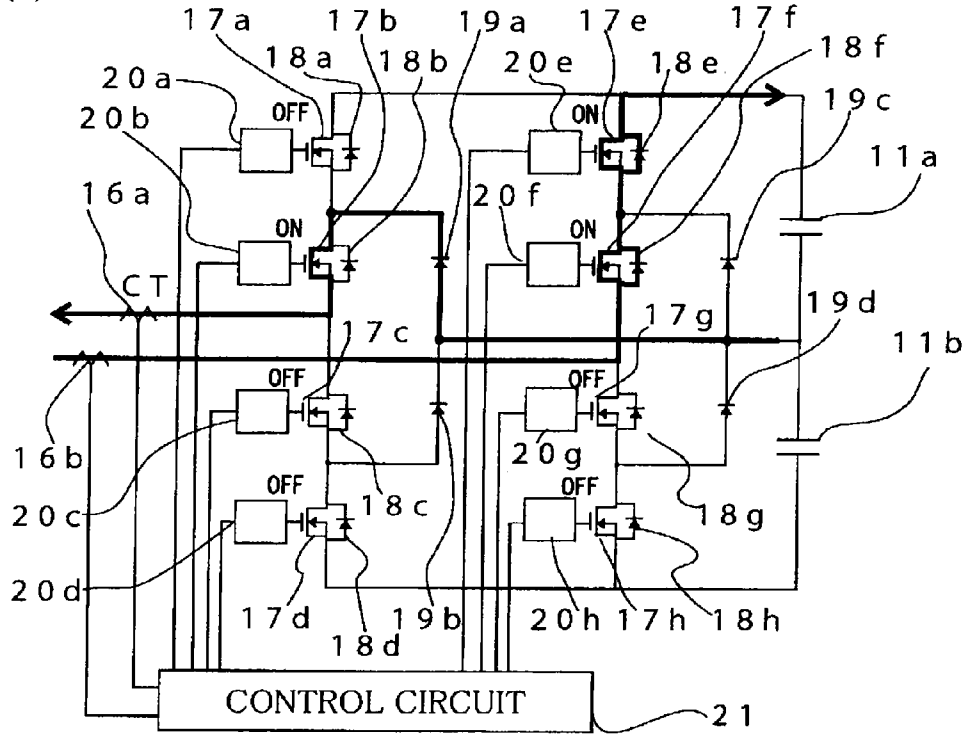 17a
17b
19a
17e
17f
18a
18b
20e
18e
18f
20a
OFF
ON
19c
20b
16a
20f
11a
ON
ON
CT
19d
17c
17g
11b
OFF
OFF
16b
20g
20c
OFF
18c
OFF
18g
20d
17d
18d
19b
20h
17h
18h
CONTROL CIRCUIT
21